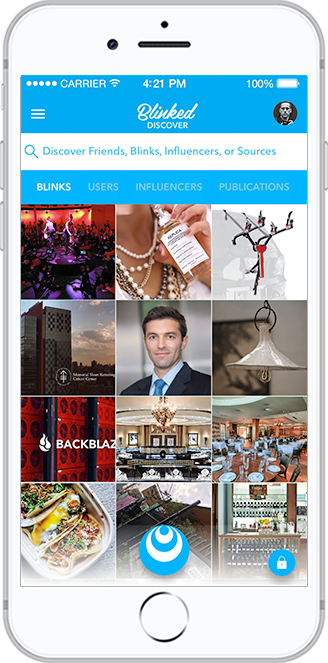 CARRIER 4:21 PM 100%
Blinked
DISCOVER
Discover Friends, Blinks, Influencers, or Sources
BLINKS USERS INFLUENCERS PUBLICATIONS
REPLICA
Memorial Sloan Kettering
Cancer Center
BACKBLAZ